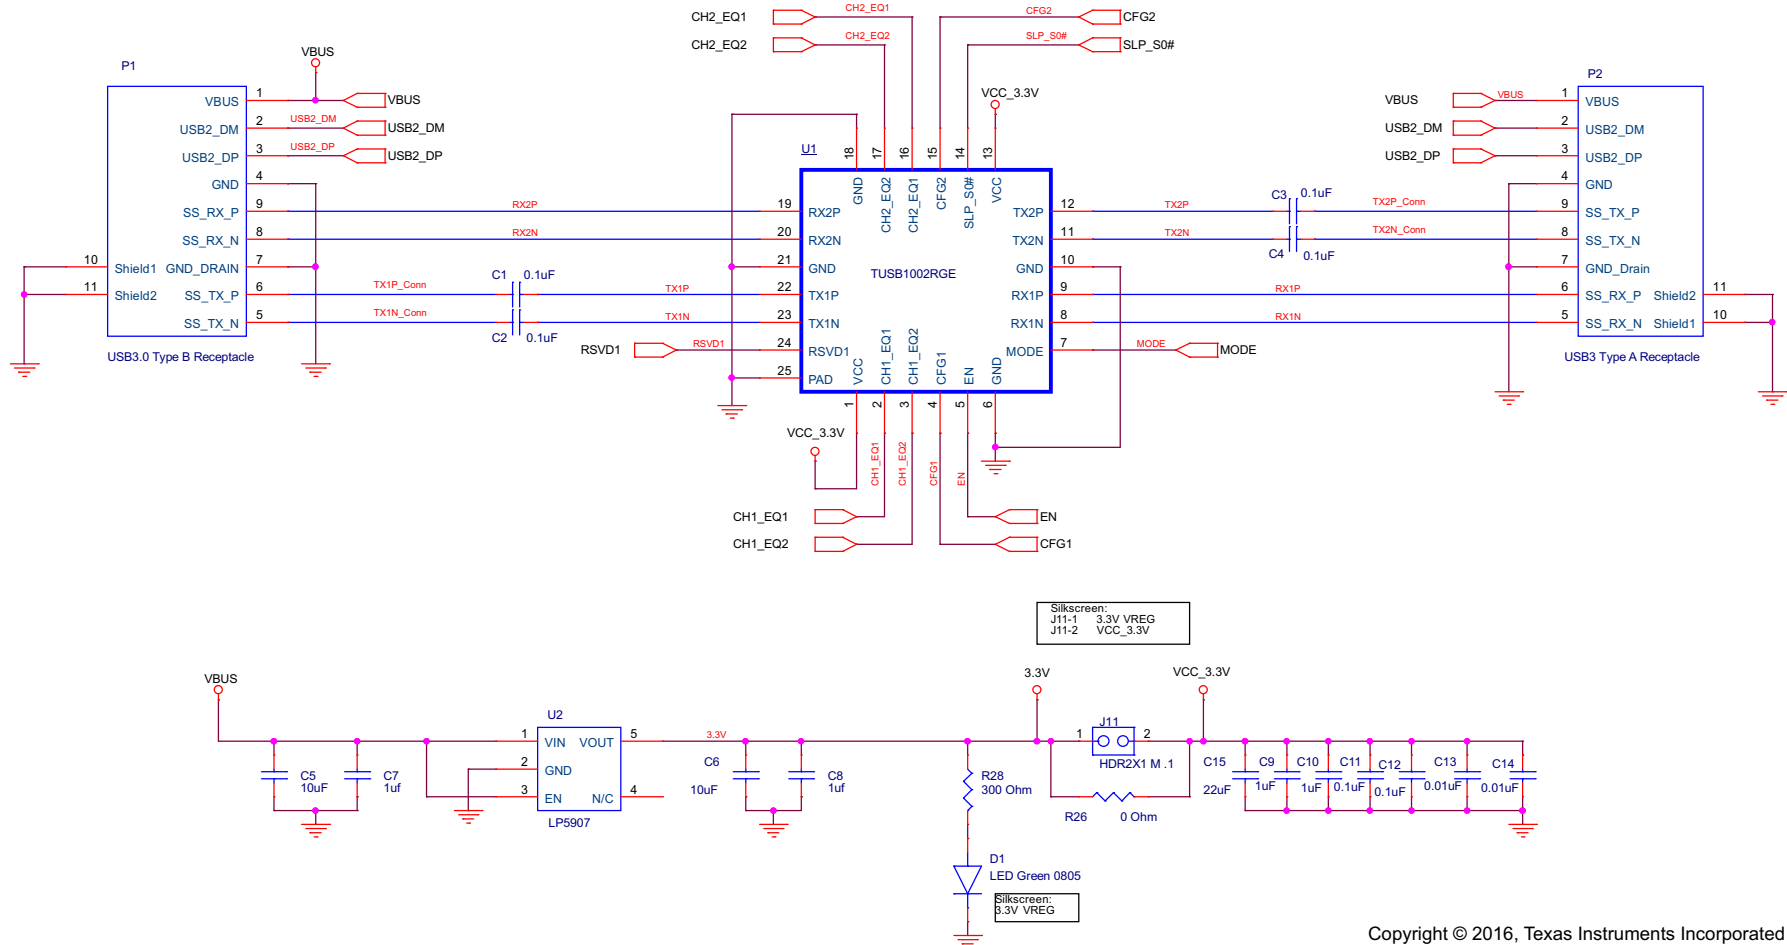 CH2_EQ1
CH2_EQ1
CFG2
CFG2
CH2_EQ2
CH2_EQ2
SLP_S0#
SLP_S0#
VBUS
P1
P2
VCC_3.3V
VBUS
1
VBUS
USB2_DM
2
USB2_DM
USB2_DM
USB2_DP
3
USB2_DP
USB2_DP
GND
4
SS_RX_P
9
SS_RX_N
8
10
Shield1
GND_DRAIN
7
11
Shield2
SS_TX_P
6
SS_TX_N
5
USB3.0 Type B Receptacle
RX2P
RX2N
TX1P_Conn
C1
0.1uF
TX1P
TX1N_Conn
C2
0.1uF
TX1N
RSVD1
RSVD1
U1
18
17
16
15
14
13
GND
CH2_EQ2
CH2_EQ1
CFG2
SLP_S0#
VCC
19
RX2P
20
RX2N
21
GND
22
TX1P
23
TX1N
24
RSVD1
25
PAD
TUSB1002RGE
TX2P
12
TX2N
11
GND
10
RX1P
9
RX1N
8
MODE
7
VCC
CH1_EQ1
CH1_EQ2
CFG1
EN
GND
1
2
3
4
5
6
TX2P
C3
0.1uF
TX2P_Conn
TX2N
C4
0.1uF
TX2N_Conn
RX1P
RX1N
MODE
MODE
VBUS
VBUS
1
VBUS
USB2_DM
2
USB2_DM
USB2_DP
3
USB2_DP
4
GND
9
SS_TX_P
8
SS_TX_N
7
GND_Drain
6
SS_RX_P
Shield2
11
5
SS_RX_N
Shield1
10
USB3 Type A Receptacle
VCC_3.3V
CH1_EQ1
CH1_EQ2
CFG1
EN
CH1_EQ1
EN
CH1_EQ2
CFG1
Silkscreen:
J11-1 3.3V VREG
J11-2 VCC_3.3V
VBUS
3.3V
VCC_3.3V
U2
J11
1
VIN
VOUT
5
3.3V
2
GND
3
EN
N/C
4
LP5907
C5
10uF
C7
1uf
C6
10uF
C8
1uf
R28
300 Ohm
1
2
HDR2X1 M .1
R26
0 Ohm
C15
22uF
C9
1uF
C10
1uF
C11
0.1uF
C12
0.1uF
C13
0.01uF
C14
0.01uF
D1
LED Green 0805
Silkscreen:
3.3V VREG
Copyright © 2016, Texas Instruments Incorporated